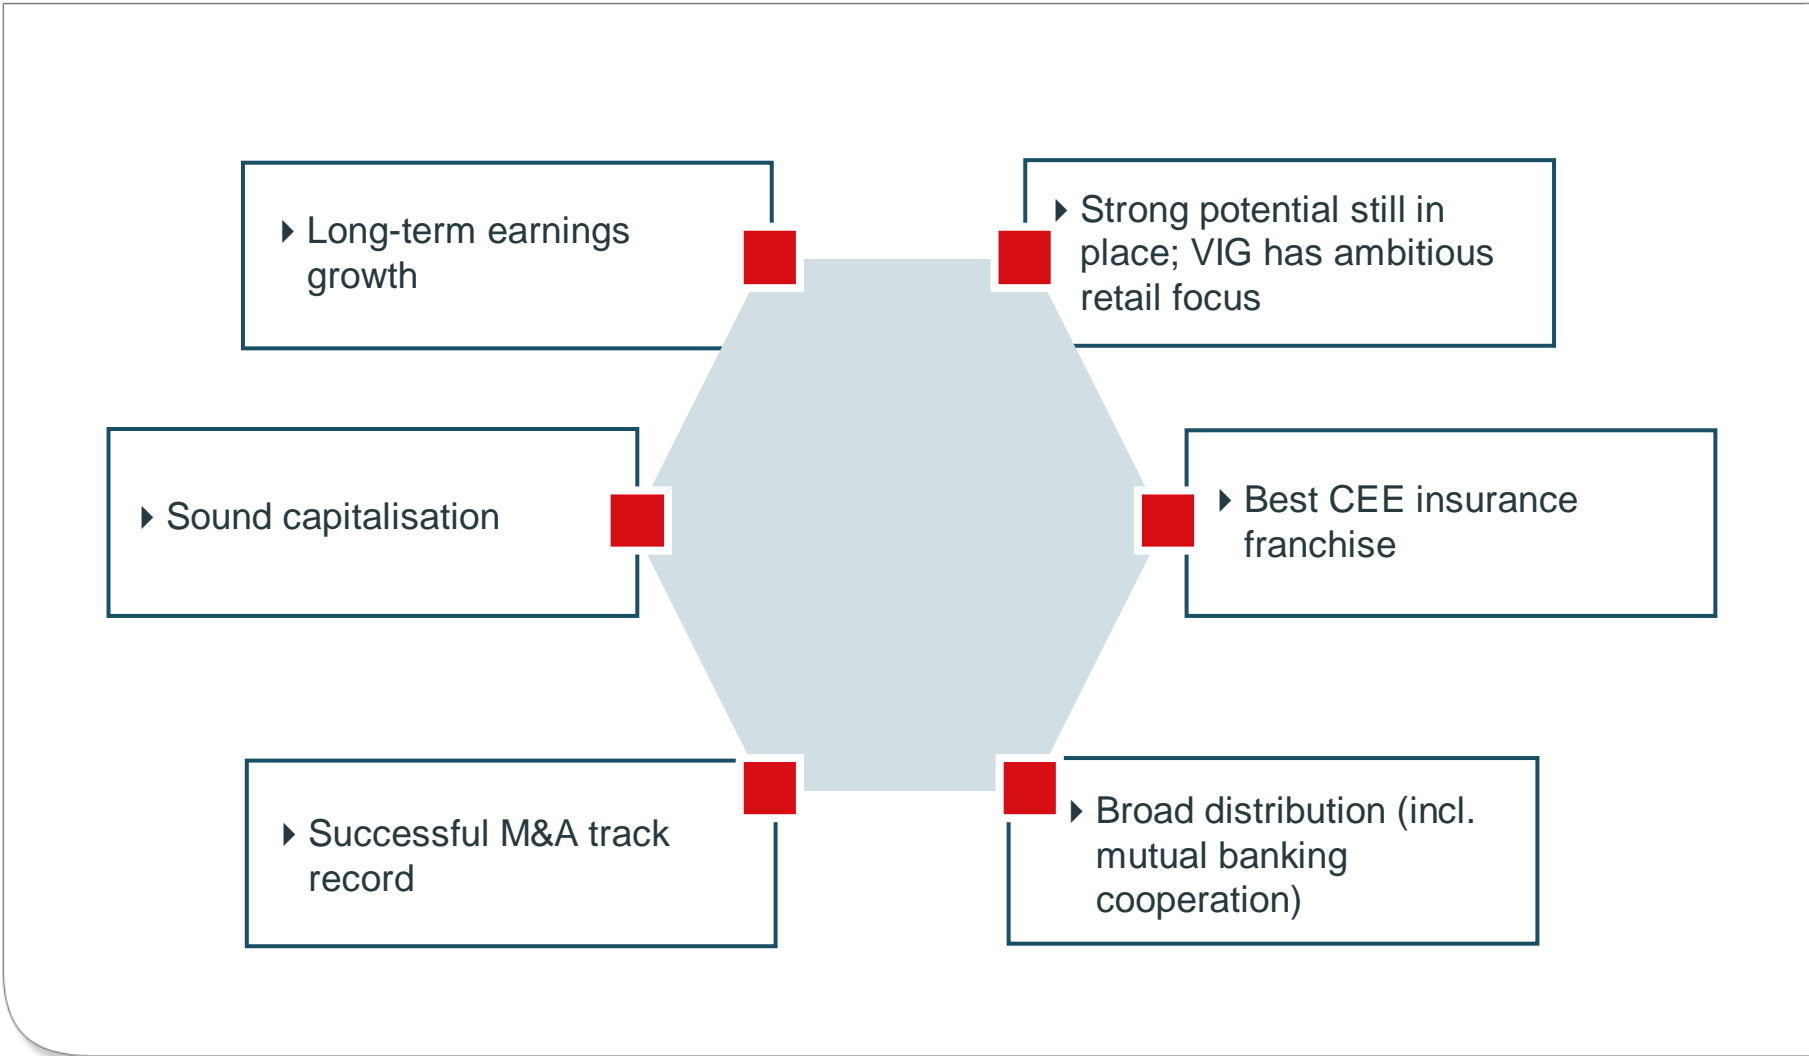 Long-term earnings
growth
Strong potential still in
place; VIG has ambitious
retail focus
Sound capitalisation
Best CEE insurance
franchise
Successful M&A track
record
Broad distribution (incl.
mutual banking
cooperation)